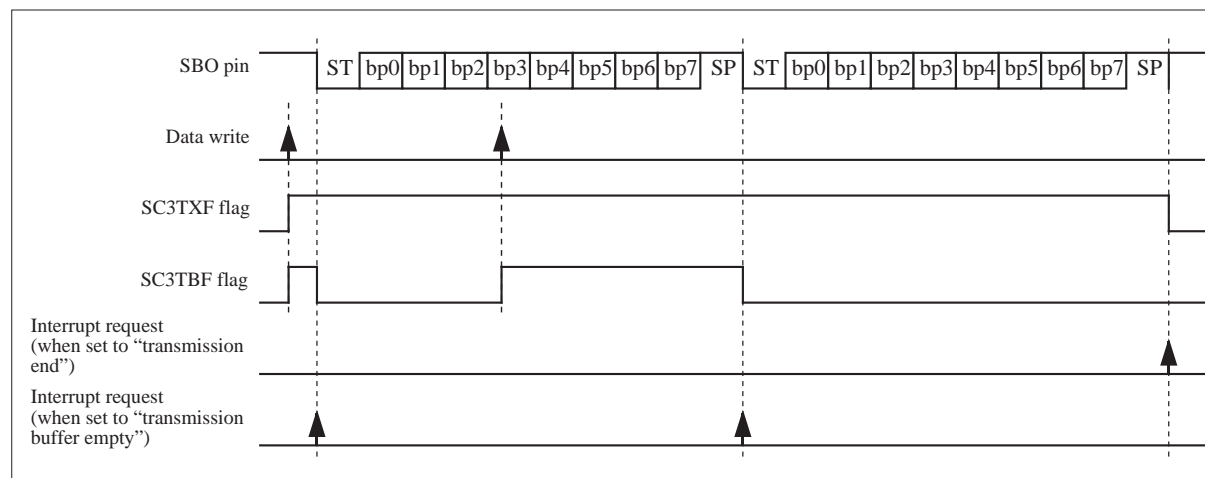 SBO pin ST bp0 bp1 bp2 bp3 bp4 bp5 bp6 bp7 SP ST bp0 bp1 bp2 bp3 bp4 bp5 bp6 bp7 SP
Data write
SC3TXF flag
SC3TBF flag
Interrupt request
(when set to “transmission
end”)
Interrupt request
(when set to “transmission
buffer empty”)